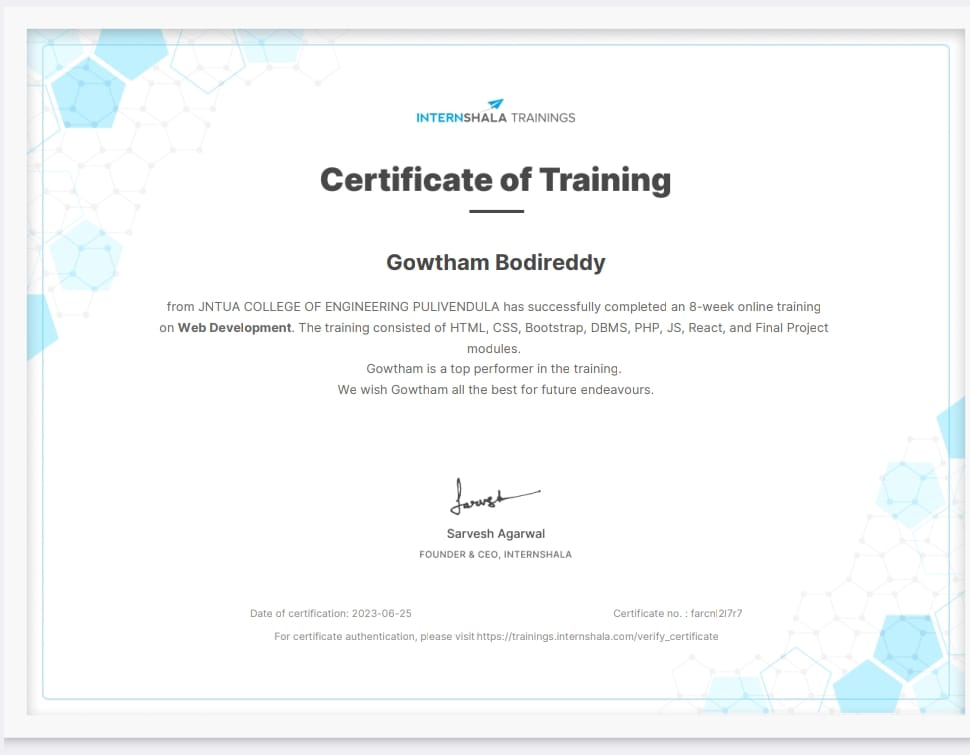 INTERNSHALA TRAININGS
Certificate of Training
Gowtham Bodireddy
from JNTUA COLLEGE OF ENGINEERING PULIVENDULA has successfully completed an 8-week online training
on Web Development. The training consisted of HTML, CSS, Bootstrap, DBMS, PHP, JS, React, and Final Project
modules.
Gowtham is a top performer in the training.
We wish Gowtham all the best for future endeavours.
Sarvesh
Sarvesh Agarwal
FOUNDER & CEO, INTERNSHALA
Date of certification: 2023-06-25
Certificate no. :
For certificate authentication, please visit https://trainings.internshala.com/verify_certificate